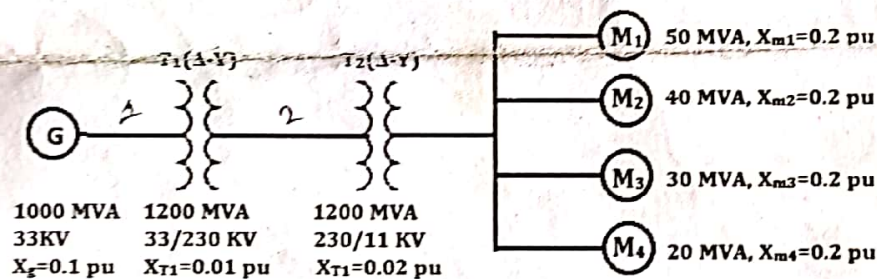 T₁(Δ-Y)
T₂(Δ-Y)
1
2
G
M₁
50 MVA, Xm1=0.2 pu
M₂
40 MVA, Xm2=0.2 pu
M₃
30 MVA, Xm3=0.2 pu
M₄
20 MVA, Xm4=0.2 pu
1000 MVA
33KV
Xg=0.1 pu
1200 MVA
33/230 KV
XT1=0.01 pu
1200 MVA
230/11 KV
XT1=0.02 pu